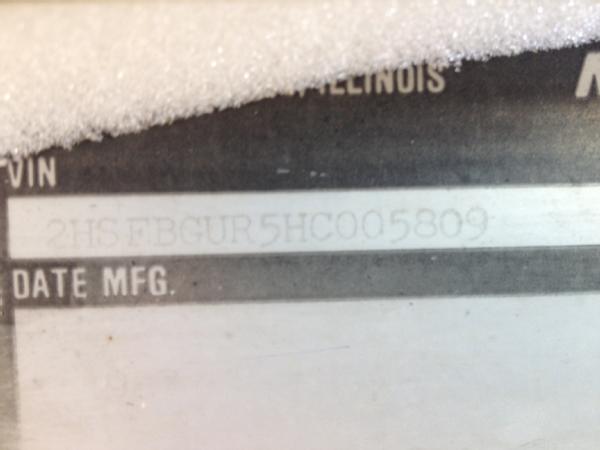 ILLINOIS
VIN
2HSFBGUR5HC005809
DATE MFG.